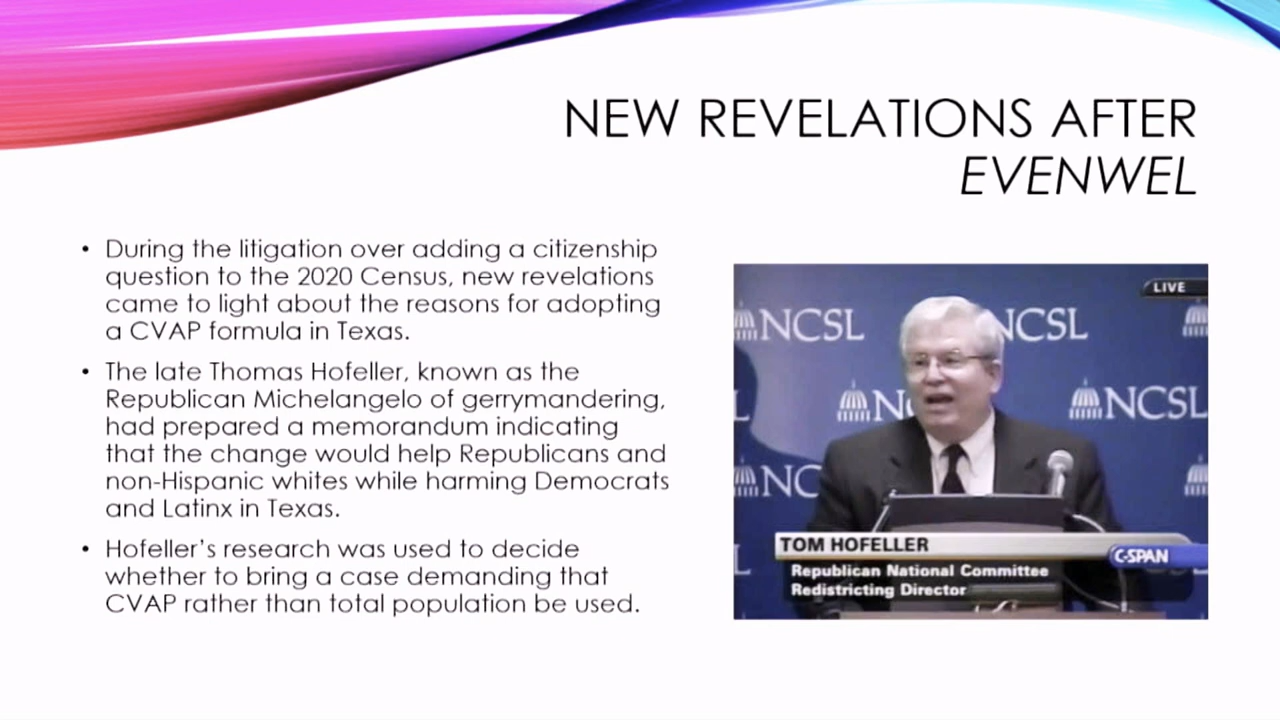 NEW REVELATIONS AFTER
EVENWEL
• During the litigation over adding a citizenship
question to the 2020 Census, new revelations
came to light about the reasons for adopting
a CVAP formula in Texas.
• The late Thomas Hofeller, known as the
Republican Michelangelo of gerrymandering,
had prepared a memorandum indicating
that the change would help Republicans and
non-Hispanic whites while harming Democrats
and Latinx in Texas.
• Hofeller's research was used to decide
whether to bring a case demanding that
CVAP rather than total population be used.
LIVE
NCSL
NCSL
L
N
NCSL
NC
TOM HOFELLER
C-SPAN
Republican National Committee
Redistricting Director